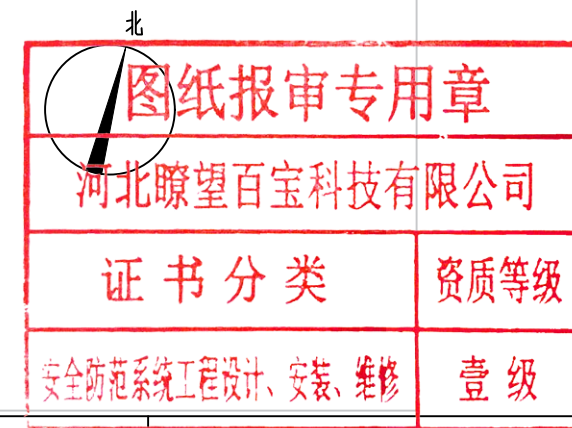 北
图纸报审专用章
河北瞭望百宝科技有限公司
证书分类 资质等级
安全防范系统工程设计、安装、维修 壹级